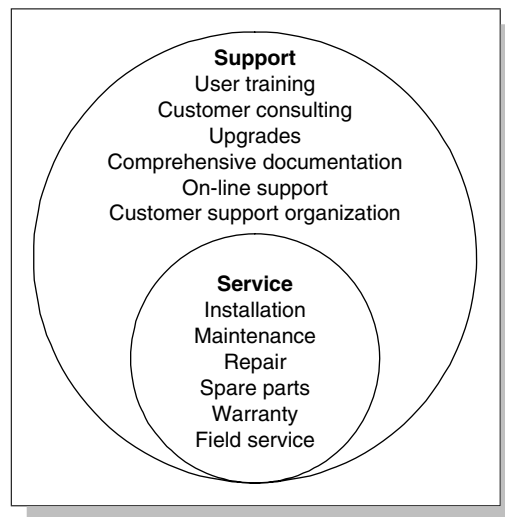 Support
User training
Customer consulting
Upgrades
Comprehensive documentation
On-line support
Customer support organization
Service
Installation
Maintenance
Repair
Spare parts
Warranty
Field service